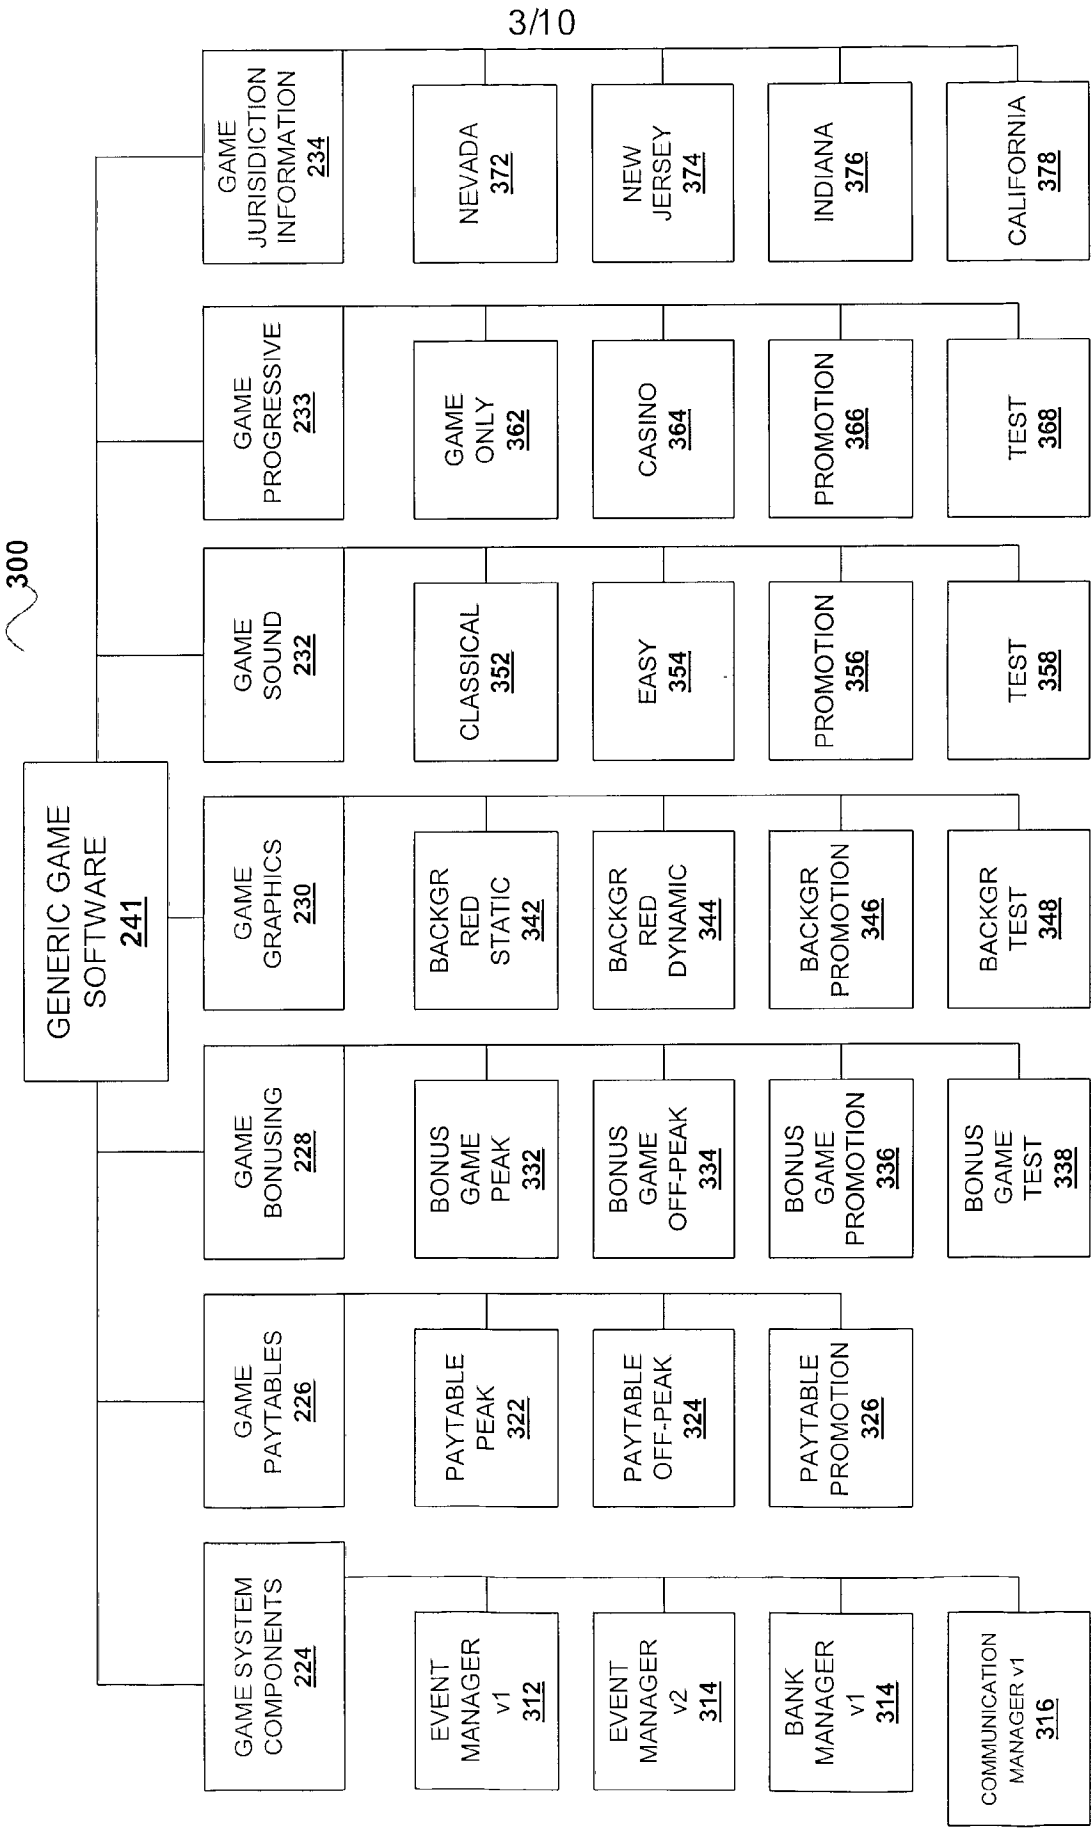 3/10
300
GENERIC GAME
SOFTWARE
241
GAME SYSTEM
COMPONENTS
224
EVENT
MANAGER
v1
312
EVENT
MANAGER
v2
314
BANK
MANAGER
v1
314
COMMUNICATION
MANAGER v1
316
GAME
PAYTABLES
226
PAYTABLE
PEAK
322
PAYTABLE
OFF-PEAK
324
PAYTABLE
PROMOTION
326
GAME
BONUSING
228
BONUS
GAME
PEAK
332
BONUS
GAME
OFF-PEAK
334
BONUS
GAME
PROMOTION
336
BONUS
GAME
TEST
338
GAME
GRAPHICS
230
BACKGR
RED
STATIC
342
BACKGR
RED
DYNAMIC
344
BACKGR
PROMOTION
346
BACKGR
TEST
348
GAME
SOUND
232
CLASSICAL
352
EASY
354
PROMOTION
356
TEST
358
GAME
PROGRESSIVE
233
GAME
ONLY
362
CASINO
364
PROMOTION
366
TEST
368
GAME
JURISIDICTION
INFORMATION
234
NEVADA
372
NEW
JERSEY
374
INDIANA
376
CALIFORNIA
378